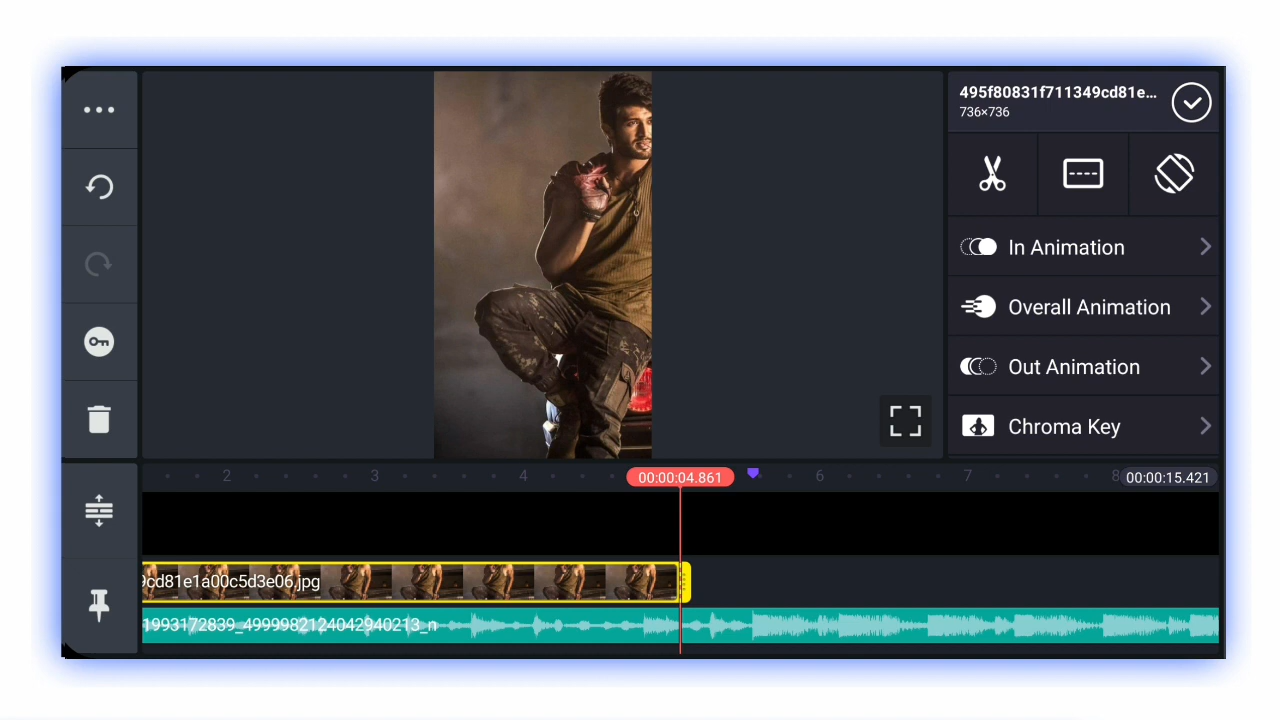 495f80831f711349cd81e...
736×736
In Animation
Overall Animation
Out Animation
Chroma Key
2 3 4 00:00:04.861 6 7 8 00:00:15.421
9cd81e1a00c5d3e06.jpg
1993172839_4999982124042940213_n